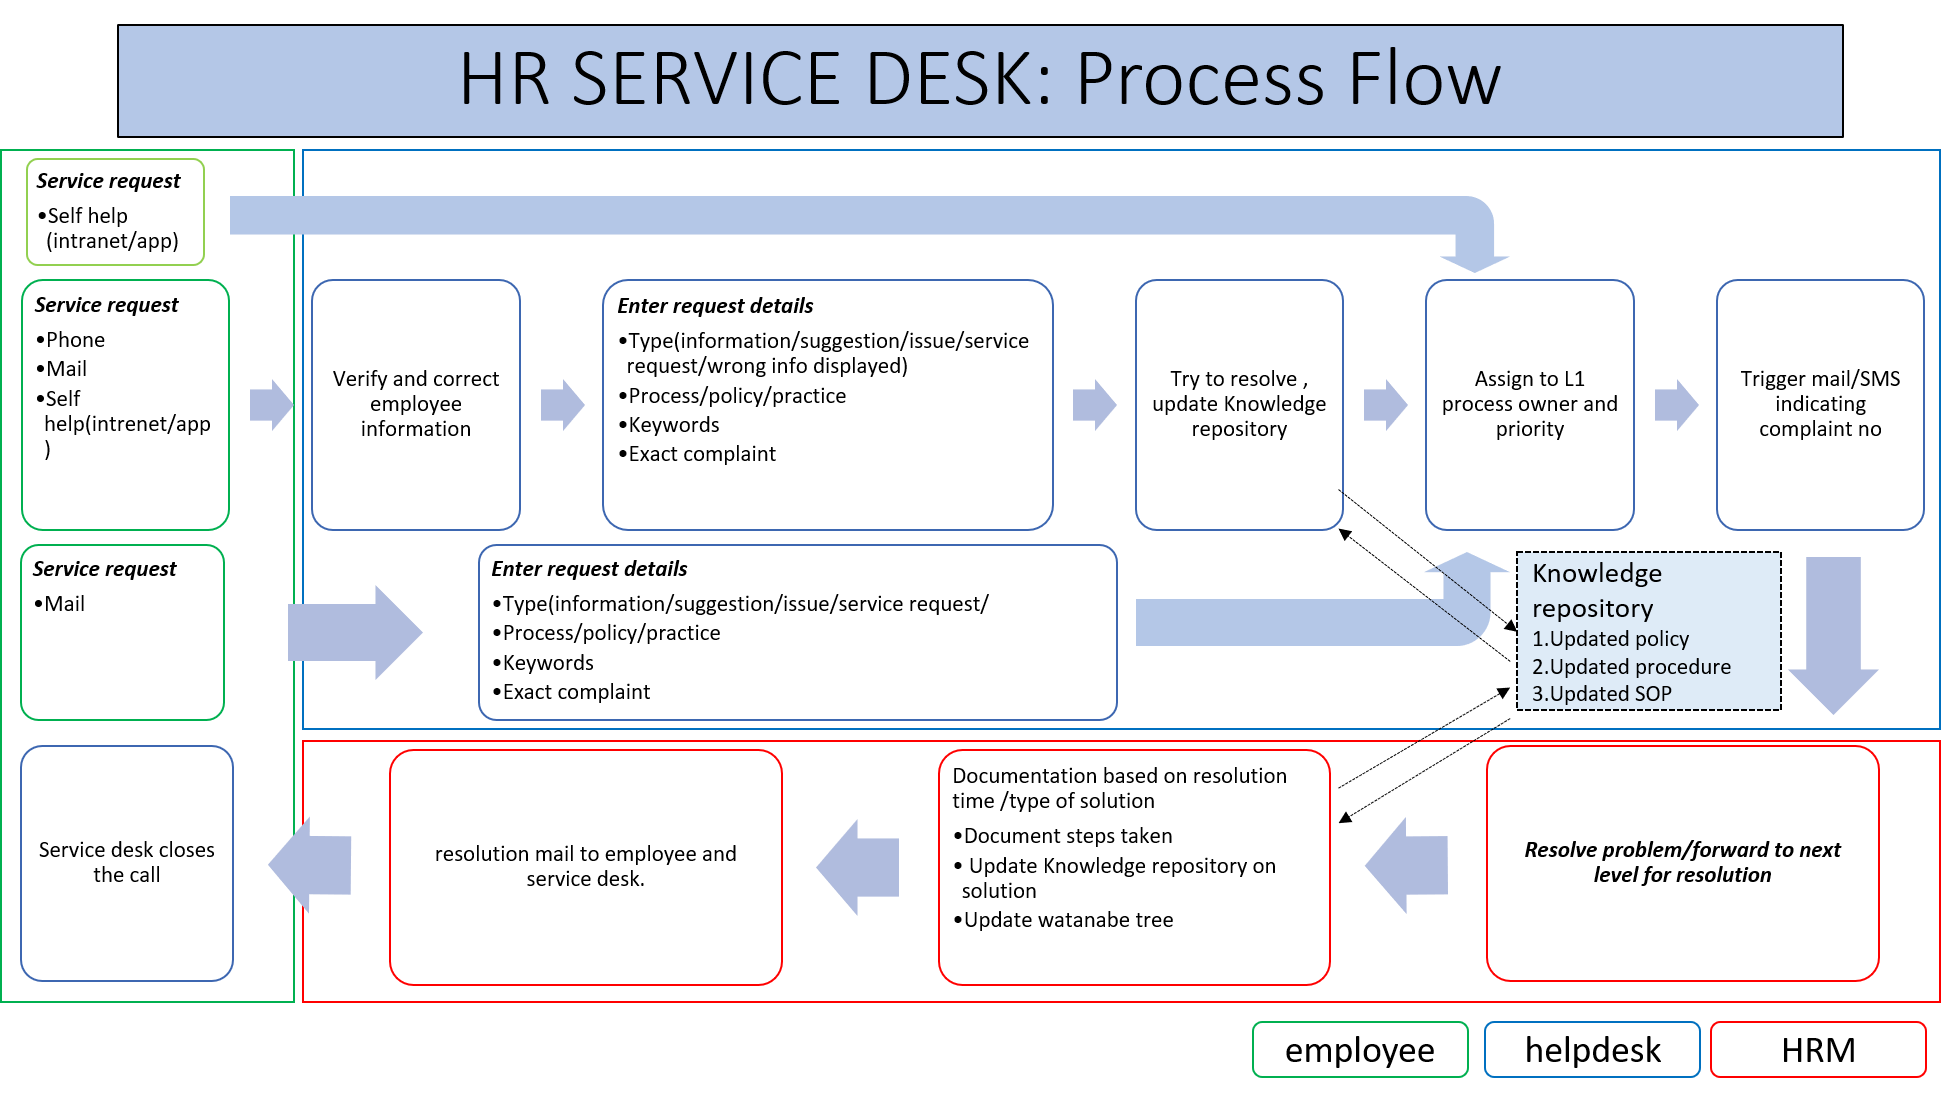 HR SERVICE DESK: Process Flow
Service request
•Self help
(intranet/app)
Service request
•Phone
•Mail
•Self
help(intrenet/app
)
Verify and correct
employee
information
Enter request details
•Type(information/suggestion/issue/service
request/wrong info displayed)
•Process/policy/practice
•Keywords
•Exact complaint
Try to resolve ,
update Knowledge
repository
Assign to L1
process owner and
priority
Trigger mail/SMS
indicating
complaint no
Service request
•Mail
Enter request details
•Type(information/suggestion/issue/service request/
•Process/policy/practice
•Keywords
•Exact complaint
Knowledge
repository
1.Updated policy
2.Updated procedure
3.Updated SOP
Service desk closes
the call
resolution mail to employee and
service desk.
Documentation based on resolution
time /type of solution
•Document steps taken
• Update Knowledge repository on
solution
•Update watanabe tree
Resolve problem/forward to next
level for resolution
employee
helpdesk
HRM